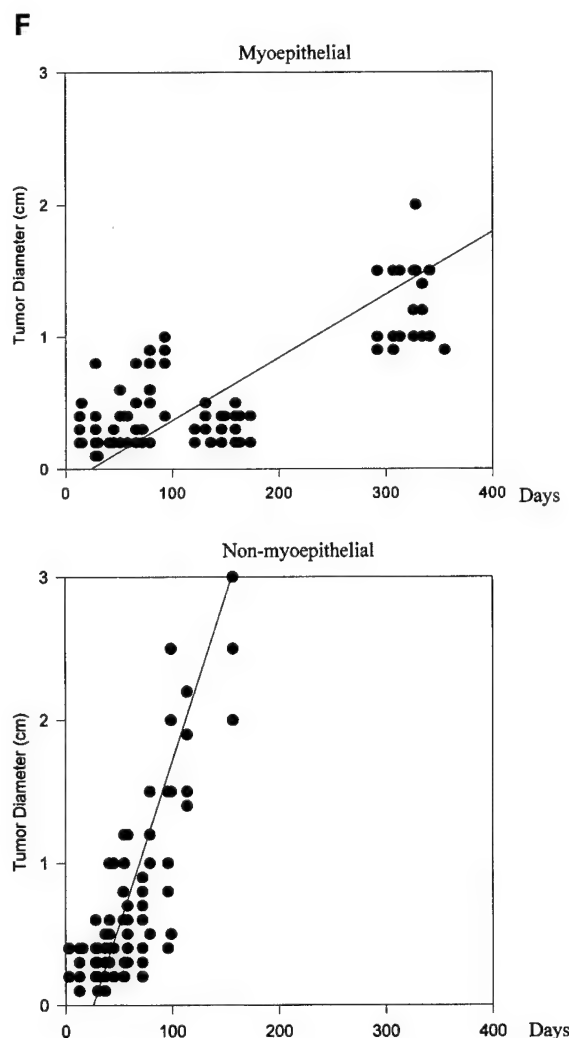 F
Myoepithelial
Tumor Diameter (cm)
3
2
1
0
0 100 200 300 400 Days
Non-myoepithelial
Tumor Diameter (cm)
3
2
1
0
0 100 200 300 400 Days